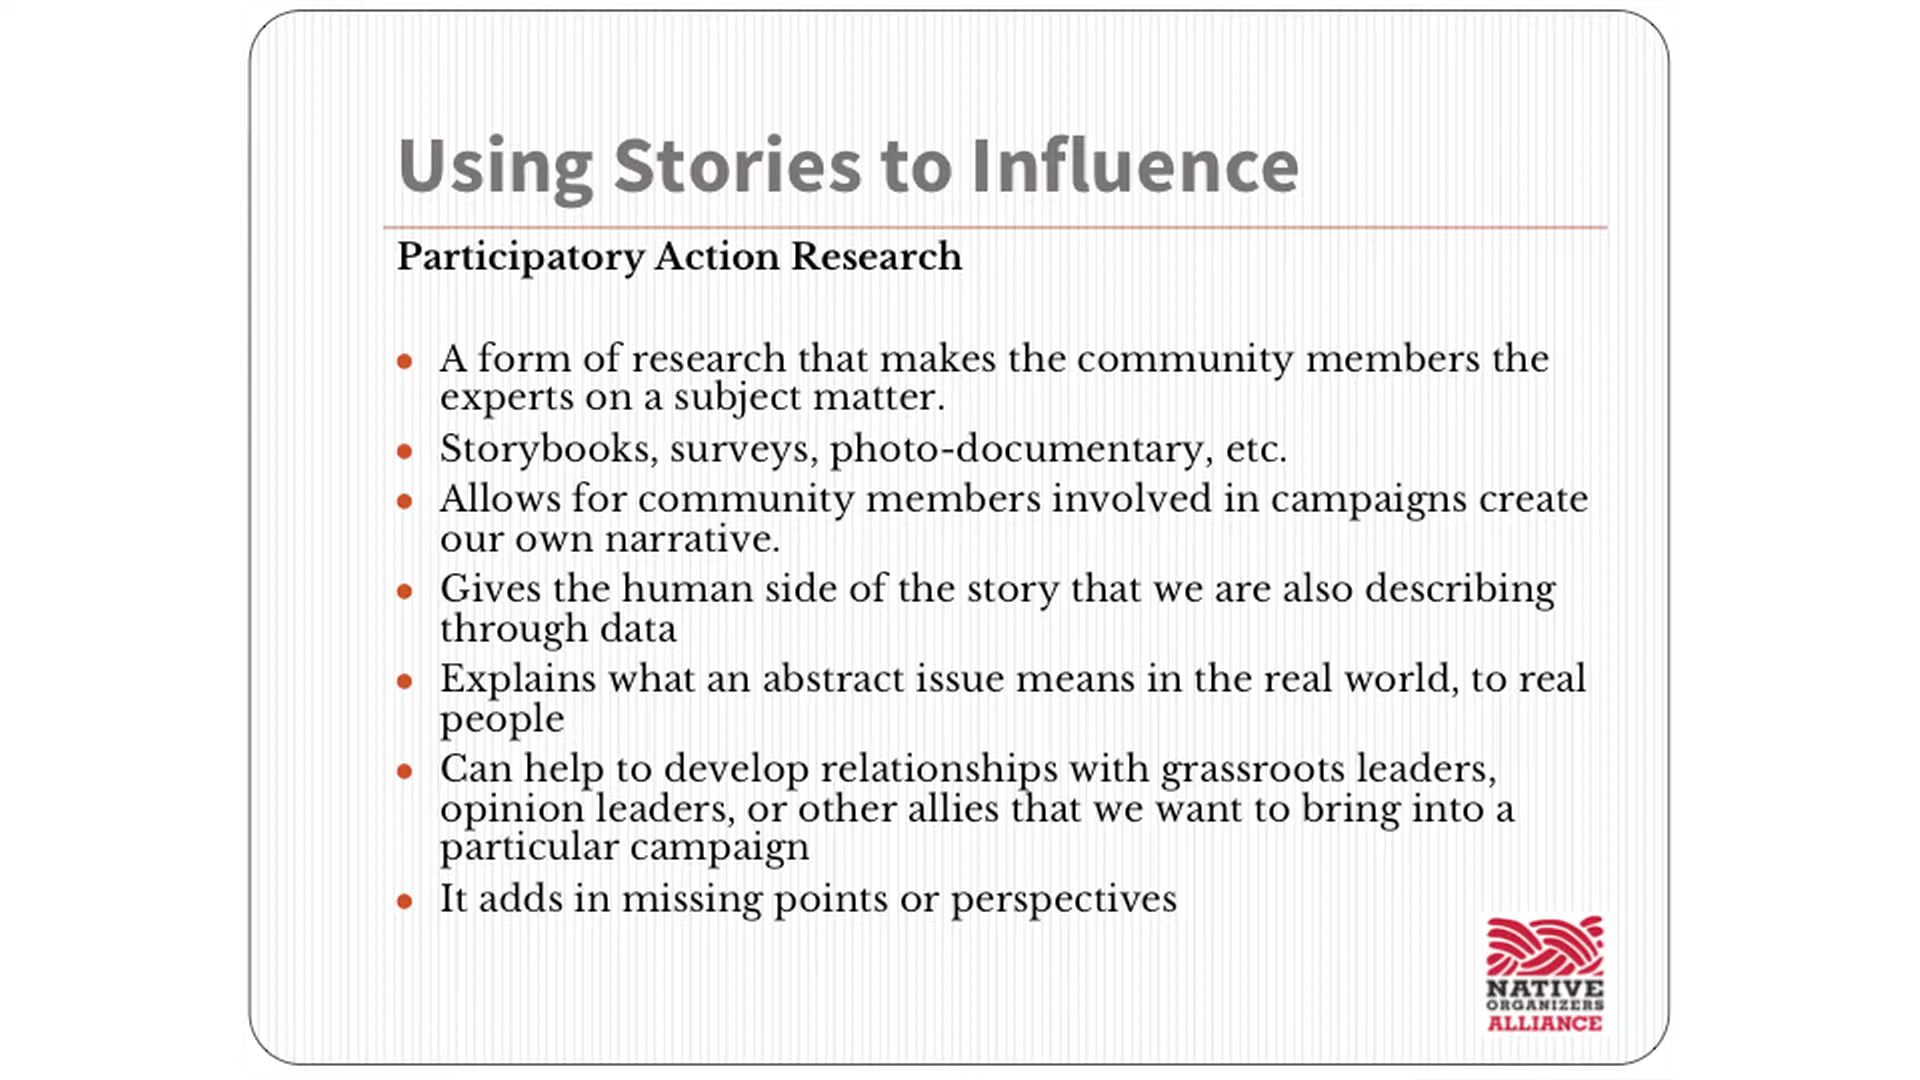 Using Stories to Influence
Participatory Action Research
• A form of research that makes the community members the
experts on a subject matter.
• Storybooks, surveys, photo-documentary, etc.
• Allows for community members involved in campaigns create
our own narrative.
• Gives the human side of the story that we are also describing
through data
• Explains what an abstract issue means in the real world, to real
people
• Can help to develop relationships with grassroots leaders,
opinion leaders, or other allies that we want to bring into a
particular campaign
• It adds in missing points or perspectives
NATIVE
ORGANIZERS
ALLIANCE